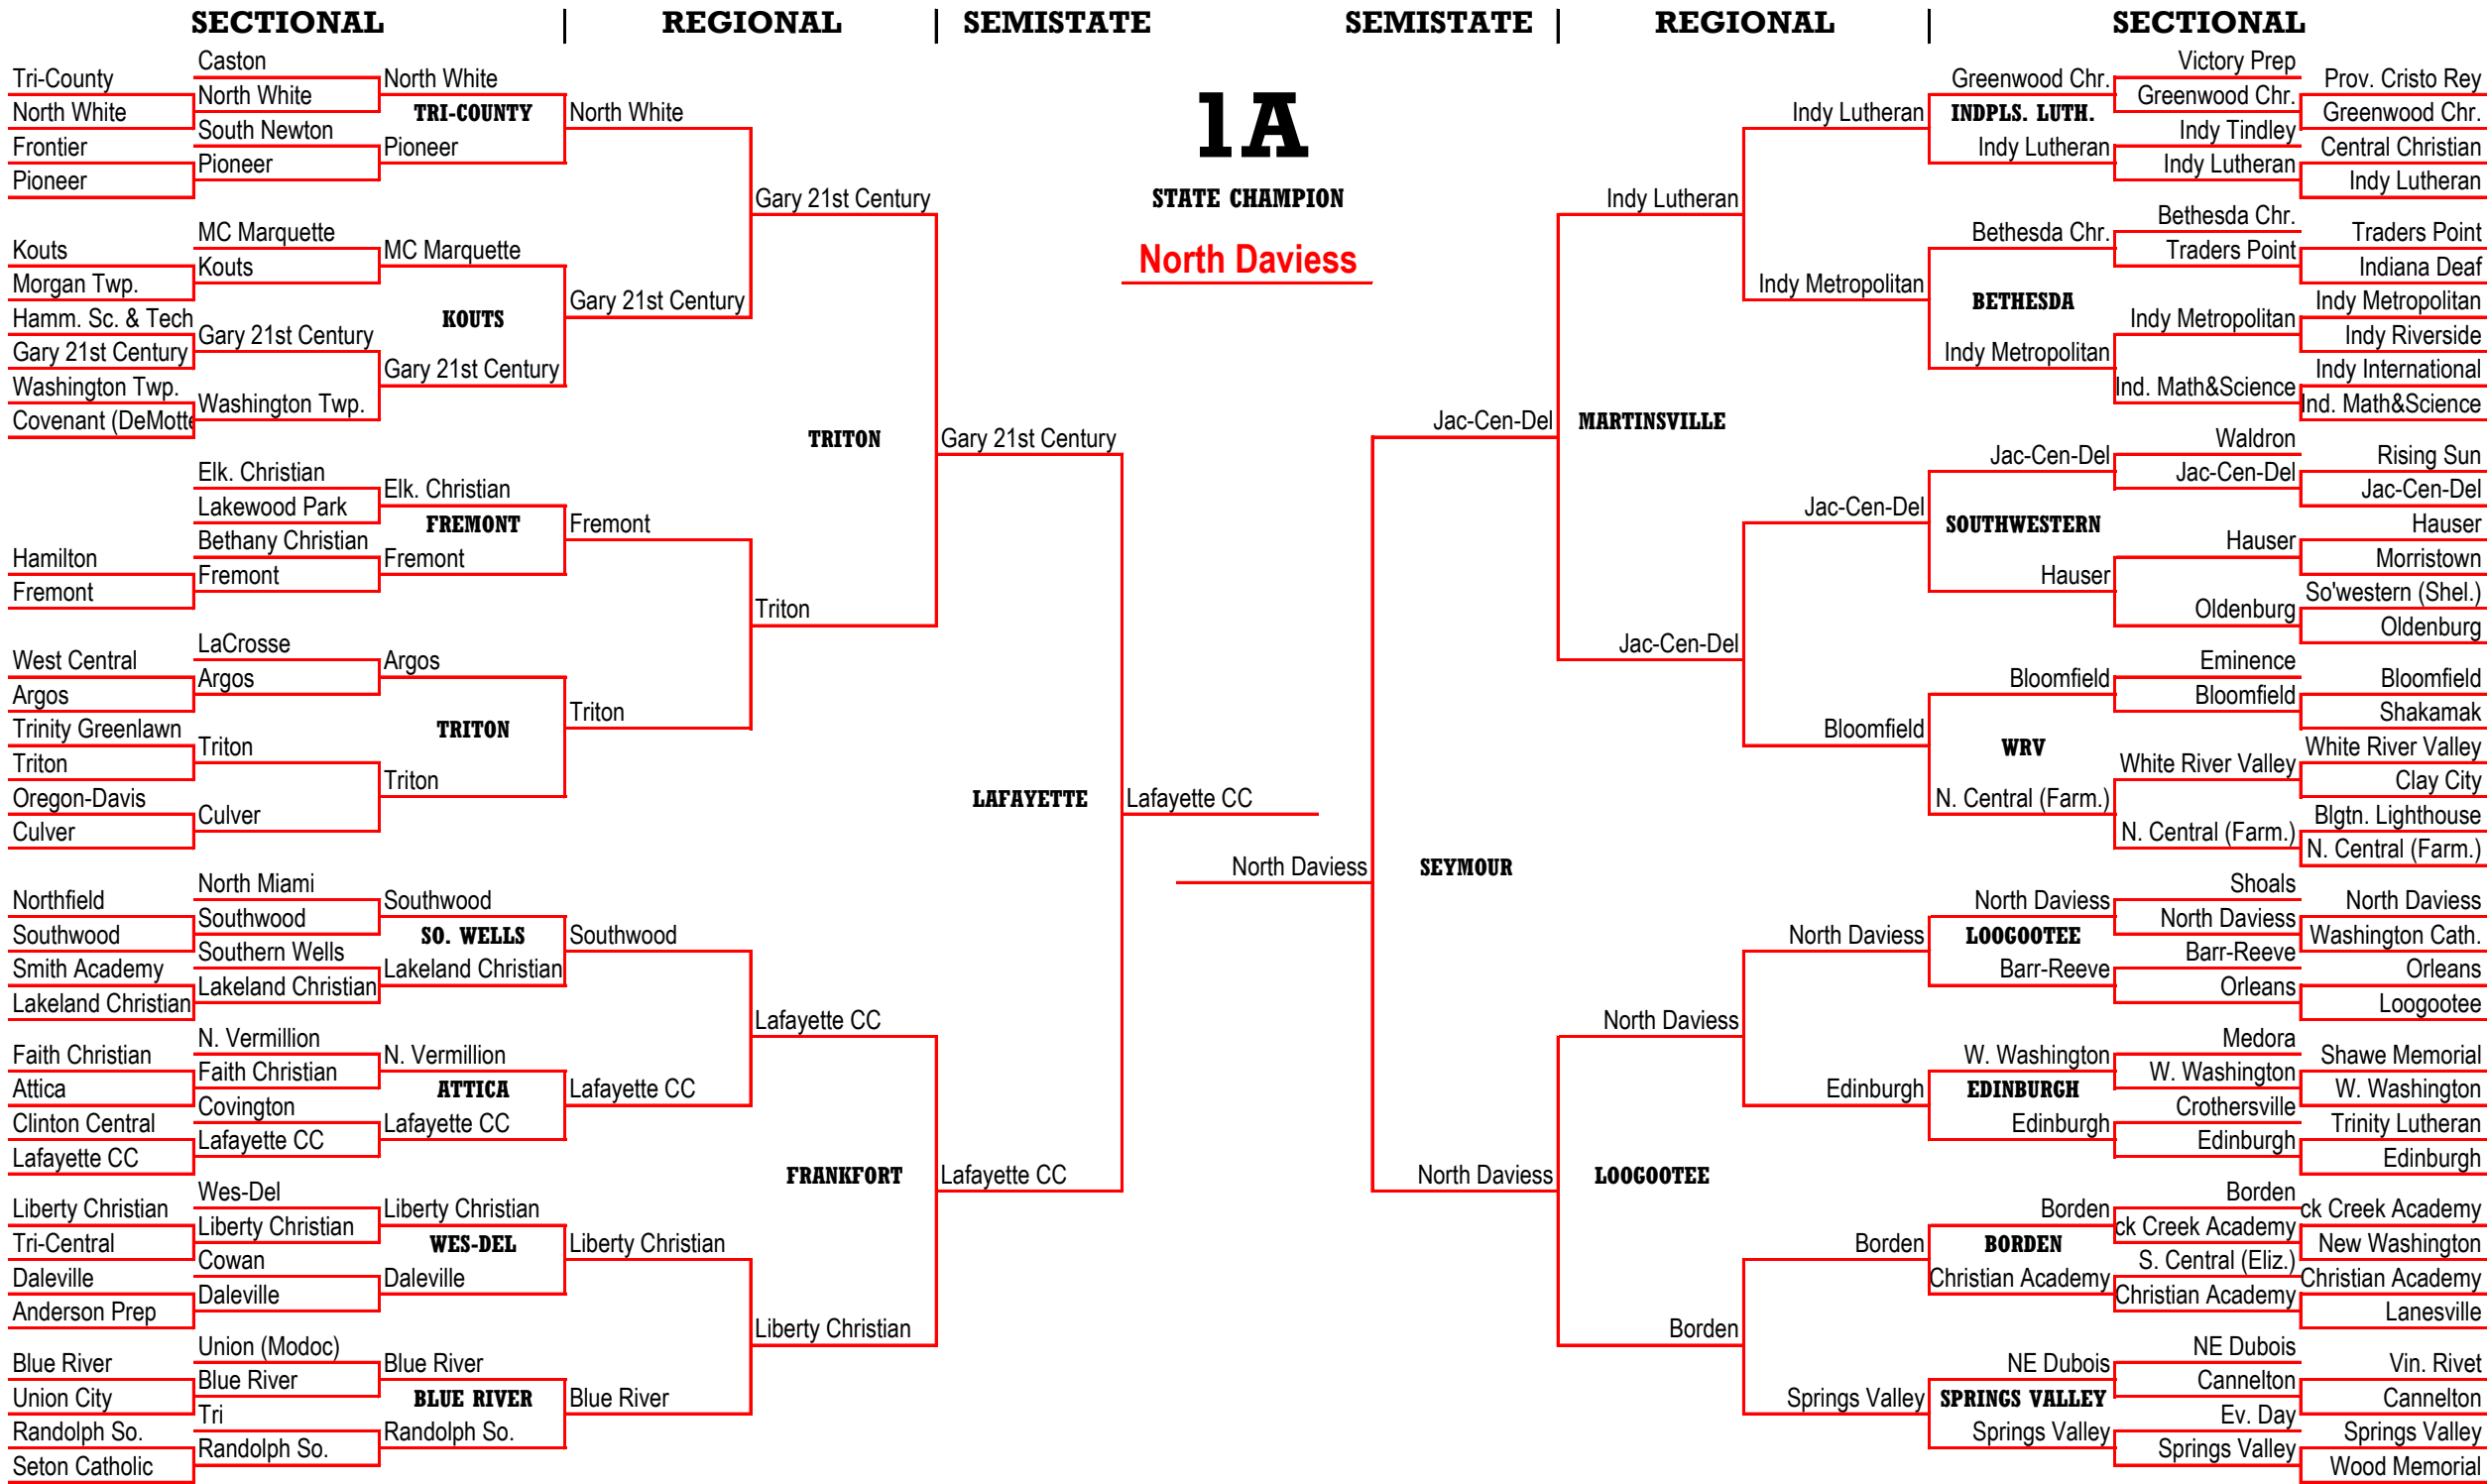 SECTIONAL
REGIONAL
SEMISTATE
SEMISTATE
REGIONAL
SECTIONAL
1A
STATE CHAMPION
North Daviess
Tri-County
North White
Frontier
Pioneer
Kouts
Morgan Twp.
Hamm. Sc. & Tech
Gary 21st Century
Washington Twp.
Covenant (DeMotte
Hamilton
Fremont
West Central
Argos
Trinity Greenlawn
Triton
Oregon-Davis
Culver
Northfield
Southwood
Smith Academy
Lakeland Christian
Faith Christian
Attica
Clinton Central
Lafayette CC
Liberty Christian
Tri-Central
Daleville
Anderson Prep
Blue River
Union City
Randolph So.
Seton Catholic
Caston
North White
South Newton
Pioneer
MC Marquette
Kouts
Gary 21st Century
Washington Twp.
Elk. Christian
Lakewood Park
Bethany Christian
Fremont
LaCrosse
Argos
Triton
Culver
North Miami
Southwood
Southern Wells
Lakeland Christian
N. Vermillion
Faith Christian
Covington
Lafayette CC
Wes-Del
Liberty Christian
Cowan
Daleville
Union (Modoc)
Blue River
Tri
Randolph So.
North White
TRI-COUNTY
Pioneer
MC Marquette
KOUTS
Gary 21st Century
Elk. Christian
FREMONT
Fremont
Argos
TRITON
Triton
Southwood
SO. WELLS
Lakeland Christian
N. Vermillion
ATTICA
Lafayette CC
Liberty Christian
WES-DEL
Daleville
Blue River
BLUE RIVER
Randolph So.
North White
Gary 21st Century
Fremont
Triton
Southwood
Lafayette CC
Liberty Christian
Blue River
Gary 21st Century
TRITON
Triton
Lafayette CC
FRANKFORT
Liberty Christian
Gary 21st Century
LAFAYETTE
Lafayette CC
Lafayette CC
North Daviess
Jac-Cen-Del
SEYMOUR
North Daviess
Indy Lutheran
MARTINSVILLE
Jac-Cen-Del
North Daviess
LOOGOOTEE
Borden
Indy Lutheran
Indy Metropolitan
Jac-Cen-Del
Bloomfield
North Daviess
Edinburgh
Borden
Springs Valley
Greenwood Chr.
INDPLS. LUTH.
Indy Lutheran
Bethesda Chr.
BETHESDA
Indy Metropolitan
Jac-Cen-Del
SOUTHWESTERN
Hauser
Bloomfield
WRV
N. Central (Farm.)
North Daviess
LOOGOOTEE
Barr-Reeve
W. Washington
EDINBURGH
Edinburgh
Borden
BORDEN
Christian Academy
NE Dubois
SPRINGS VALLEY
Springs Valley
Victory Prep
Greenwood Chr.
Indy Tindley
Indy Lutheran
Bethesda Chr.
Traders Point
Indy Metropolitan
Ind. Math&Science
Waldron
Jac-Cen-Del
Hauser
Oldenburg
Eminence
Bloomfield
White River Valley
N. Central (Farm.)
Shoals
North Daviess
Barr-Reeve
Orleans
Medora
W. Washington
Crothersville
Edinburgh
Borden
ck Creek Academy
S. Central (Eliz.)
Christian Academy
NE Dubois
Cannelton
Ev. Day
Springs Valley
Prov. Cristo Rey
Greenwood Chr.
Central Christian
Indy Lutheran
Traders Point
Indiana Deaf
Indy Metropolitan
Indy Riverside
Indy International
Ind. Math&Science
Rising Sun
Jac-Cen-Del
Hauser
Morristown
So'western (Shel.)
Oldenburg
Bloomfield
Shakamak
White River Valley
Clay City
Blgtn. Lighthouse
N. Central (Farm.)
North Daviess
Washington Cath.
Orleans
Loogootee
Shawe Memorial
W. Washington
Trinity Lutheran
Edinburgh
ck Creek Academy
New Washington
Christian Academy
Lanesville
Vin. Rivet
Cannelton
Springs Valley
Wood Memorial